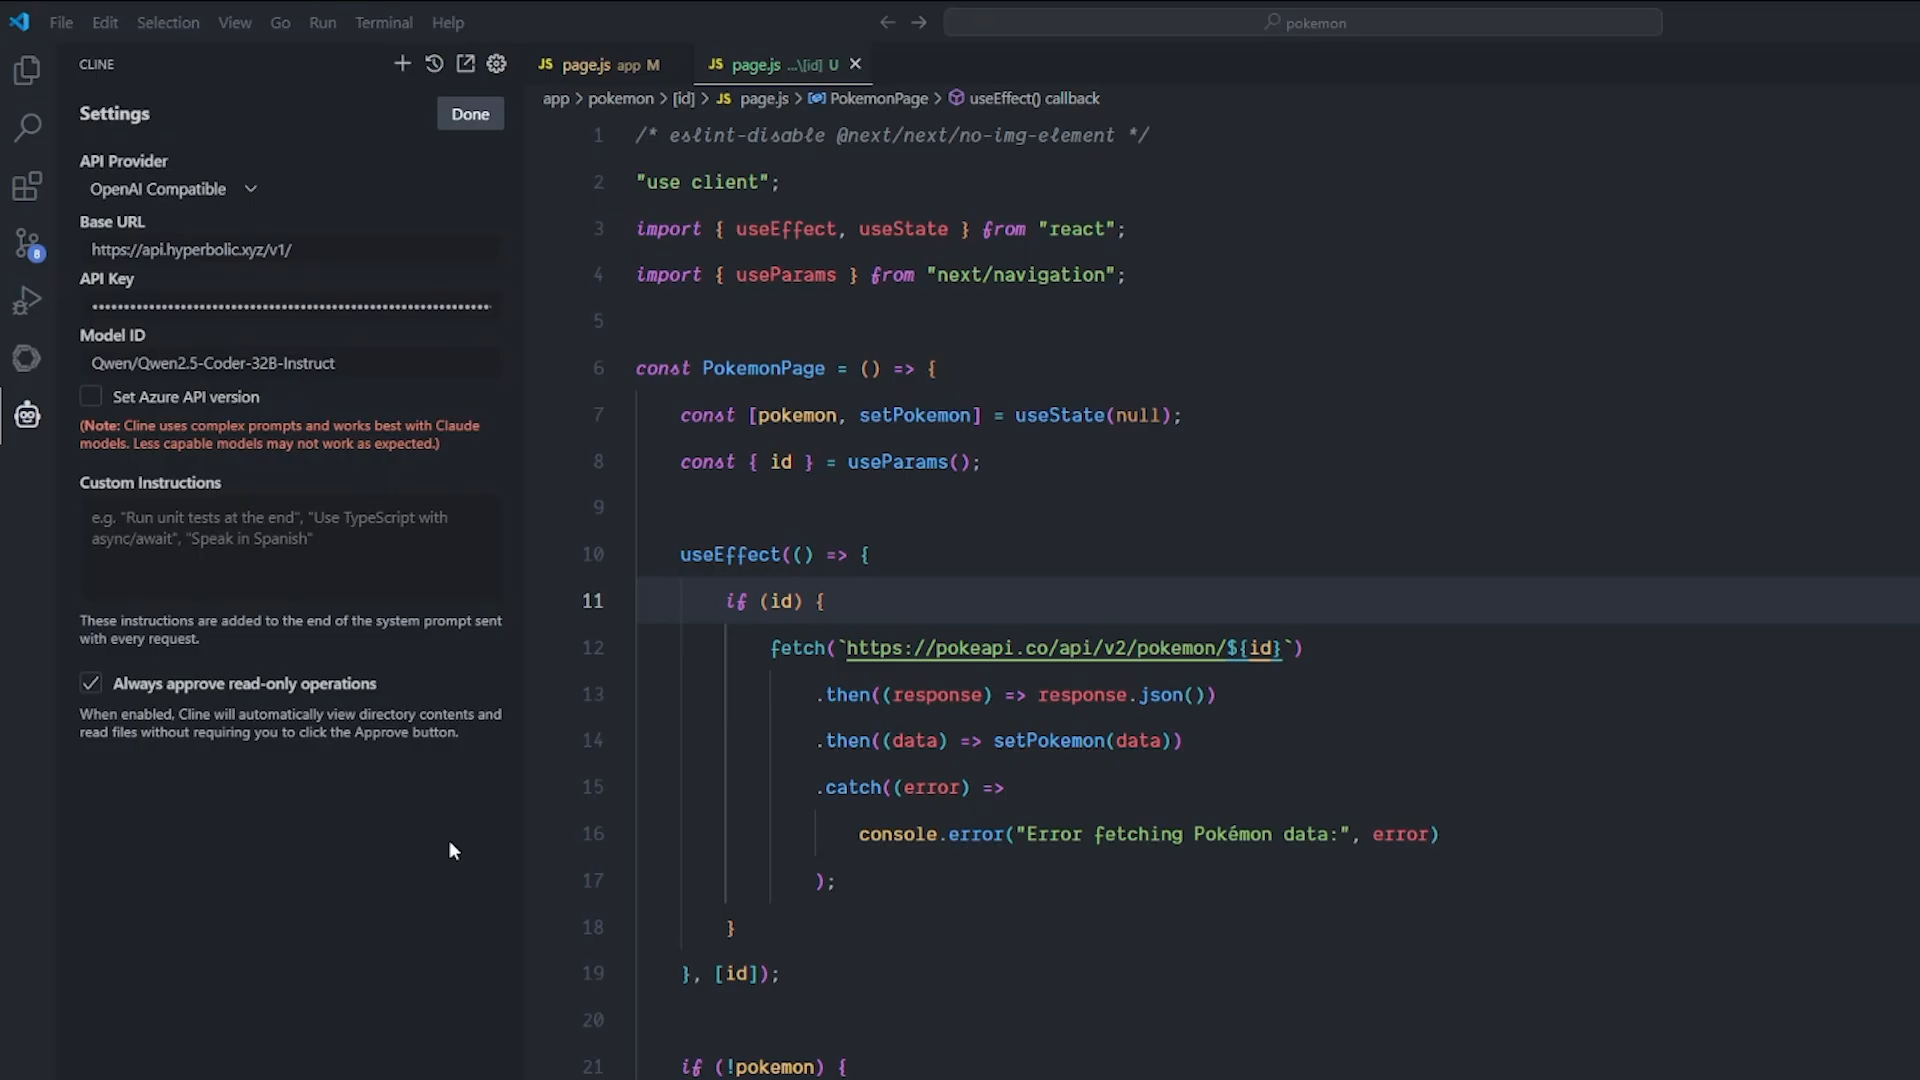 File Edit Selection View Go Run Terminal Help
pokemon
CLINE
Settings
Done
API Provider
OpenAI Compatible
Base URL
https://api.hyperbolic.xyz/v1/
API Key
••••••••••••••••••••••••••••••••••••••••••••••••••••••••••••••
Model ID
Qwen/Qwen2.5-Coder-32B-Instruct
Set Azure API version
(Note: Cline uses complex prompts and works best with Claude
models. Less capable models may not work as expected.)
Custom Instructions
e.g. "Run unit tests at the end", "Use TypeScript with
async/await", "Speak in Spanish"
These instructions are added to the end of the system prompt sent
with every request.
Always approve read-only operations
When enabled, Cline will automatically view directory contents and
read files without requiring you to click the Approve button.
8
JS page.js app M
JS page.js ...\[id] U
app > pokemon > [id] > JS page.js > PokemonPage > useEffect() callback
1 /* eslint-disable @next/next/no-img-element */
2 "use client";
3 import { useEffect, useState } from "react";
4 import { useParams } from "next/navigation";
5
6 const PokemonPage = () => {
7 const [pokemon, setPokemon] = useState(null);
8 const { id } = useParams();
9
10 useEffect(() => {
11 if (id) {
12 fetch(`https://pokeapi.co/api/v2/pokemon/${id}`)
13 .then((response) => response.json())
14 .then((data) => setPokemon(data))
15 .catch((error) =>
16 console.error("Error fetching Pokémon data:", error)
17 );
18 }
19 }, [id]);
20
21 if (!pokemon) {